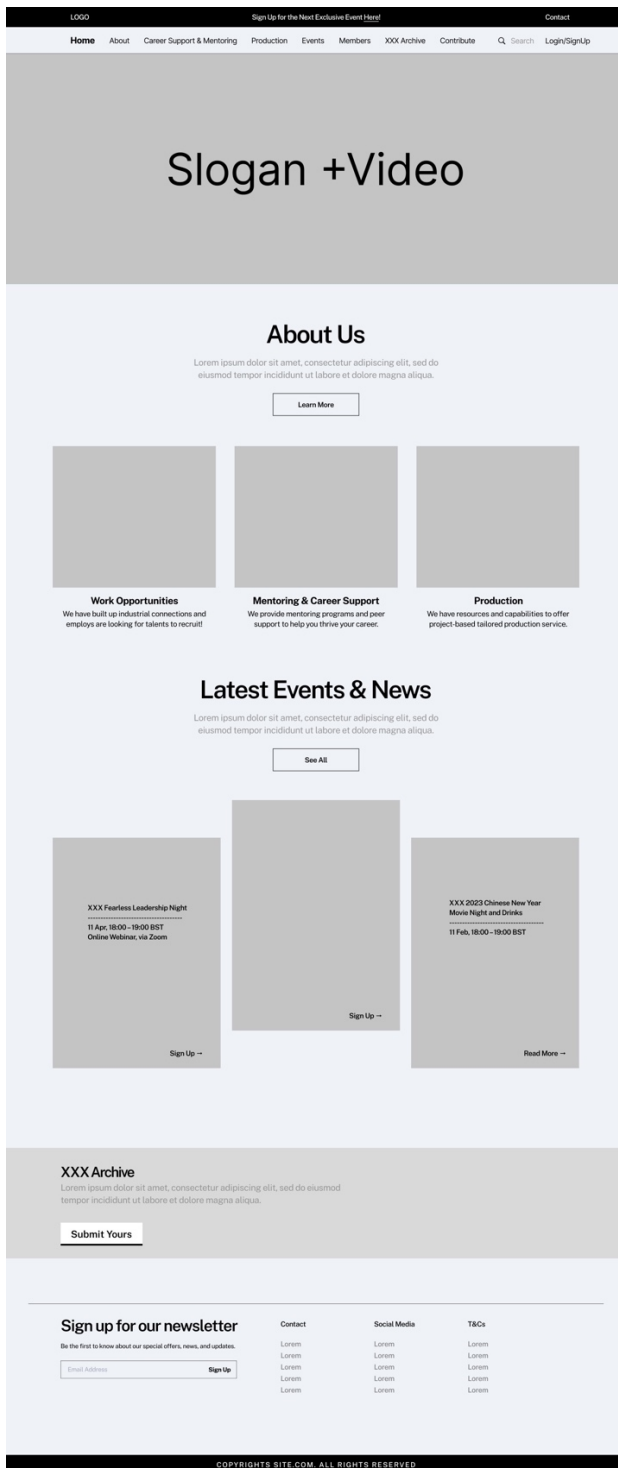 LOGO
Sign Up for the Next Exclusive Event Here!
Contact
Home
About
Career Support & Mentoring
Production
Events
Members
XXX Archive
Contribute
Search
Login/SignUp
Slogan +Video
About Us
Lorem ipsum dolor sit amet, consectetur adipiscing elit, sed do
eiusmod tempor incididunt ut labore et dolore magna aliqua.
Learn More
Work Opportunities
We have built up industrial connections and
employs are looking for talents to recruit!
Mentoring & Career Support
We provide mentoring programs and peer
support to help you thrive your career.
Production
We have resources and capabilities to offer
project-based tailored production service.
Latest Events & News
Lorem ipsum dolor sit amet, consectetur adipiscing elit, sed do
eiusmod tempor incididunt ut labore et dolore magna aliqua.
See All
XXX Fearless Leadership Night
--------------------------------------
11 Apr, 18:00 – 19:00 BST
Online Webinar, via Zoom
Sign Up →
Sign Up →
XXX 2023 Chinese New Year
Movie Night and Drinks
--------------------------------------
11 Feb, 18:00 – 19:00 BST
Read More →
XXX Archive
Lorem ipsum dolor sit amet, consectetur adipiscing elit, sed do eiusmod
tempor incididunt ut labore et dolore magna aliqua.
Submit Yours
Sign up for our newsletter
Be the first to know about our special offers, news, and updates.
Email Address
Sign Up
Contact
Lorem
Lorem
Lorem
Lorem
Lorem
Social Media
Lorem
Lorem
Lorem
Lorem
Lorem
T&Cs
Lorem
Lorem
Lorem
Lorem
Lorem
COPYRIGHTS SITE.COM. ALL RIGHTS RESERVED